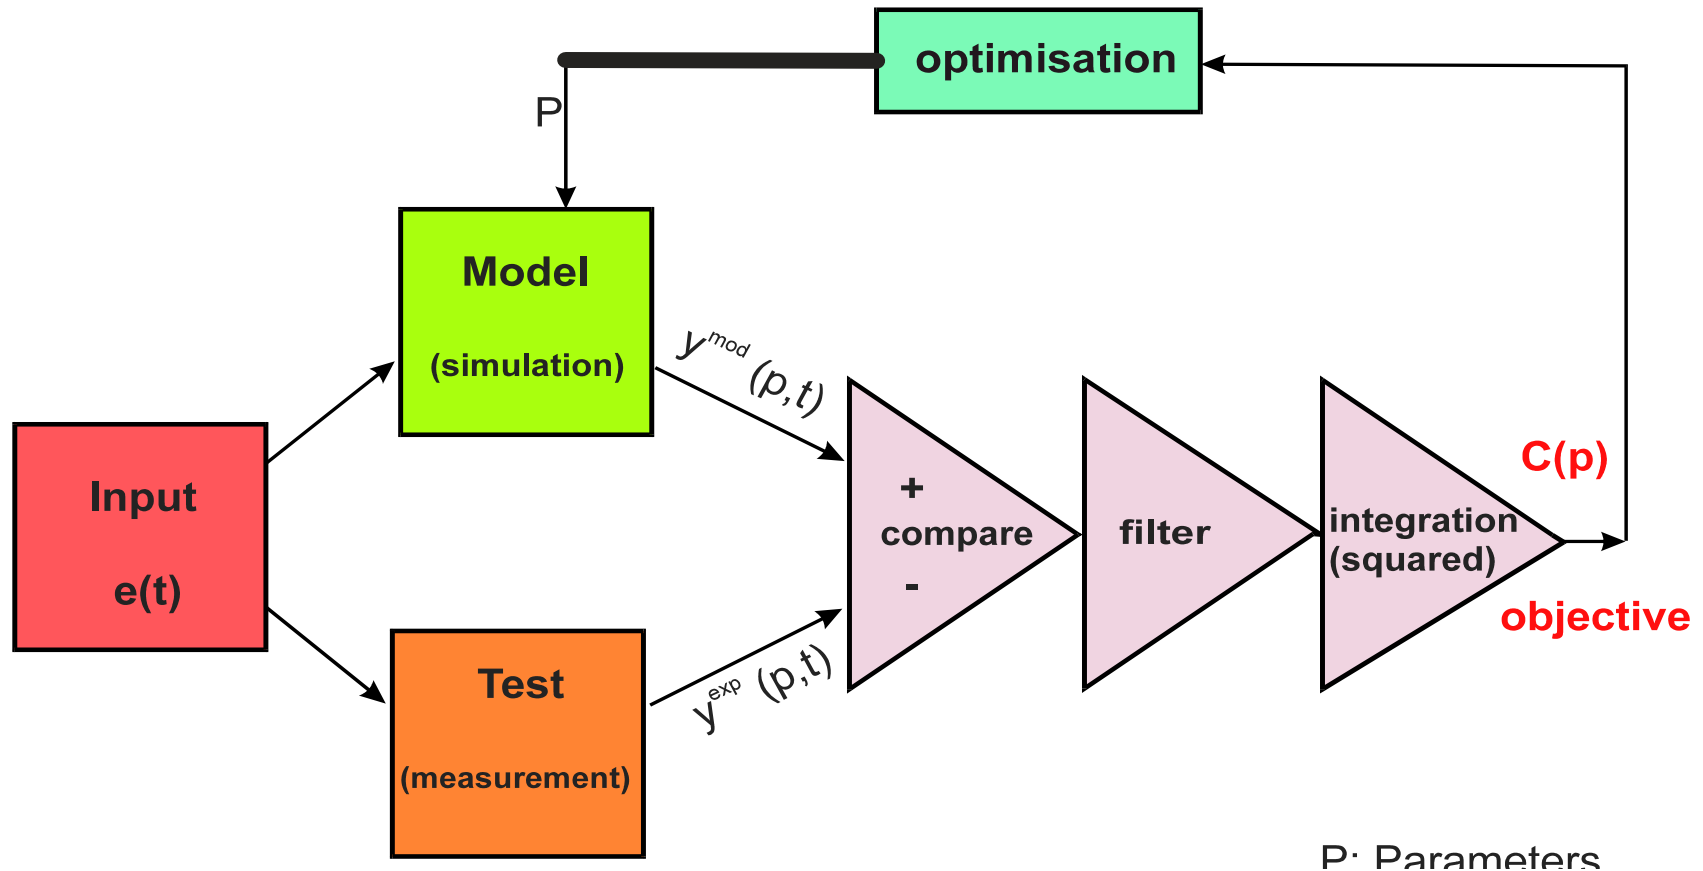 optimisation
P
Model
(simulation)
y^mod (p,t)
Input
e(t)
+
compare
-
filter
integration
(squared)
C(p)
objective
Test
(measurement)
y^exp (p,t)
P: Parameters